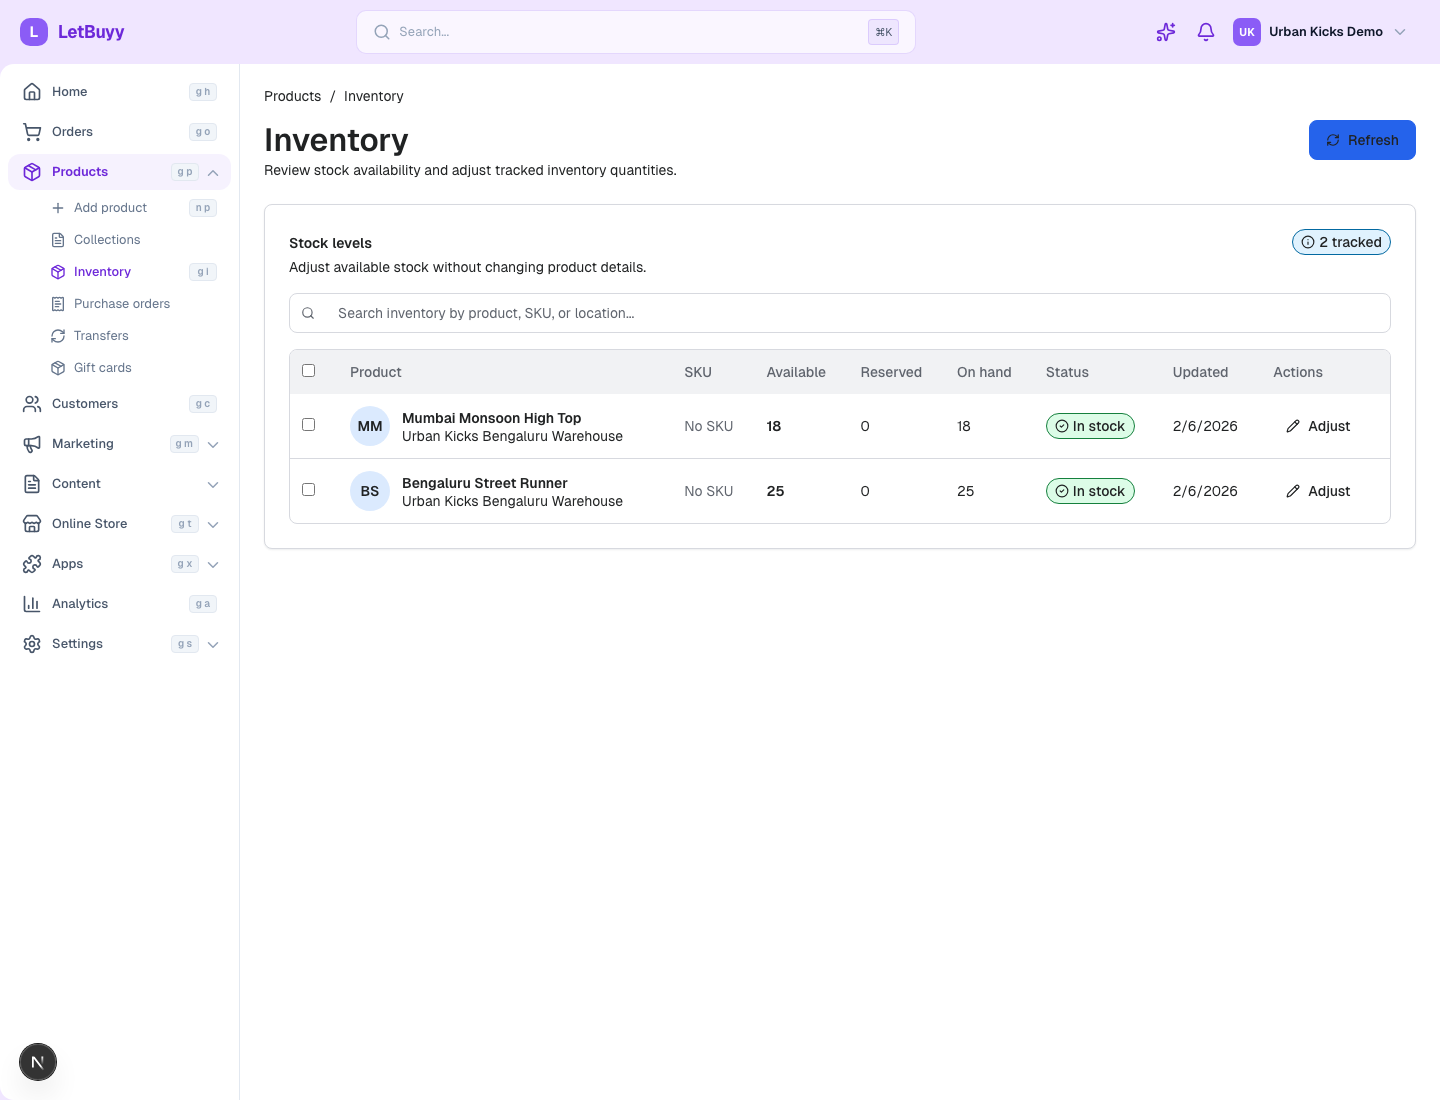 L LetBuyy
Search...
⌘K
UK Urban Kicks Demo
Home g h
Orders g o
Products g p
Add product n p
Collections
Inventory g i
Purchase orders
Transfers
Gift cards
Customers g c
Marketing g m
Content
Online Store g t
Apps g x
Analytics g a
Settings g s
N
Products / Inventory
Inventory
Review stock availability and adjust tracked inventory quantities.
Refresh
Stock levels
2 tracked
Adjust available stock without changing product details.
Search inventory by product, SKU, or location...
Product SKU Available Reserved On hand Status Updated Actions
MM Mumbai Monsoon High Top No SKU 18 0 18 In stock 2/6/2026 Adjust
Urban Kicks Bengaluru Warehouse
BS Bengaluru Street Runner No SKU 25 0 25 In stock 2/6/2026 Adjust
Urban Kicks Bengaluru Warehouse